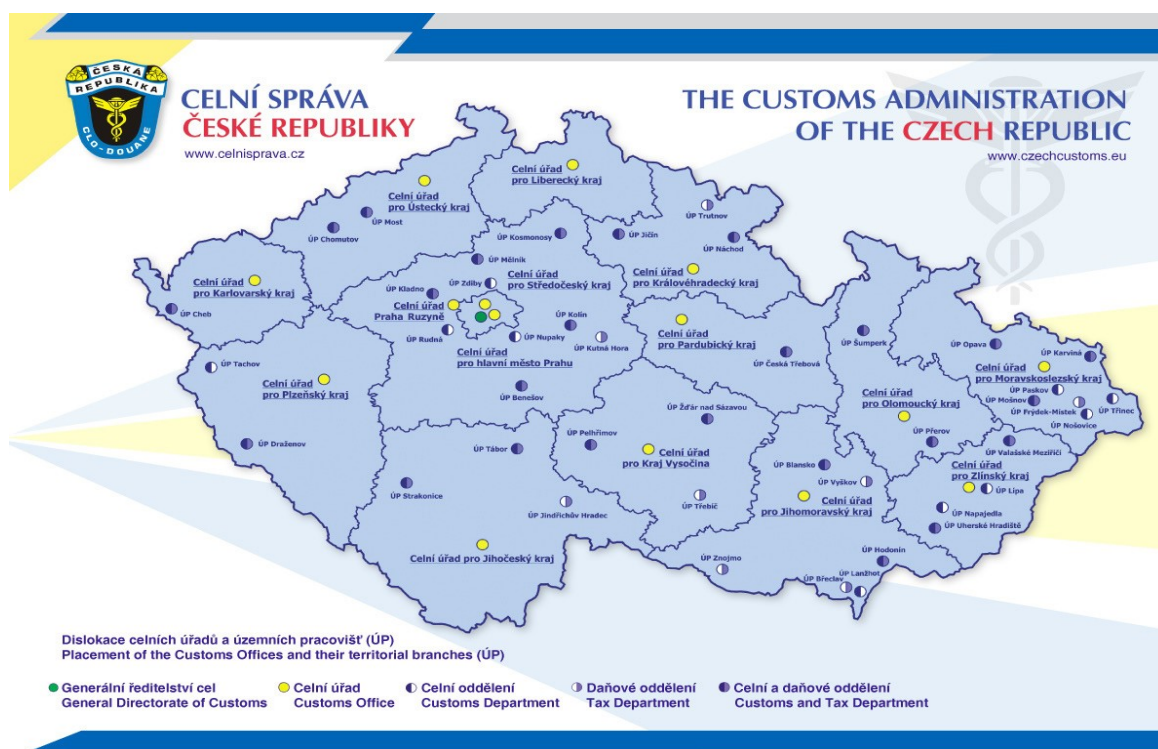 ČESKÁ
REPUBLIKA
CLO-DOUANE
CELNÍ SPRÁVA
ČESKÉ REPUBLIKY
www.celnisprava.cz
THE CUSTOMS ADMINISTRATION
OF THE CZECH REPUBLIC
www.czechcustoms.eu
Celní úřad
pro Liberecký kraj
Celní úřad
pro Ústecký kraj
ÚP Most
ÚP Chomutov
ÚP Trutnov
ÚP Jičín
ÚP Náchod
ÚP Kosmonosy
ÚP Mělník
Celní úřad
pro Královéhradecký kraj
Celní úřad
pro Karlovarský kraj
ÚP Cheb
ÚP Zdiby
Celní úřad
pro Středočeský kraj
ÚP Kladno
Celní úřad
Praha Ruzyně
ÚP Rudná
ÚP Kolín
ÚP Nupaky
ÚP Kutná Hora
Celní úřad
pro hlavní město Prahu
Celní úřad
pro Pardubický kraj
ÚP Česká Třebová
ÚP Šumperk
ÚP Opava
ÚP Karviná
Celní úřad
pro Moravskoslezský kraj
ÚP Paskov
ÚP Mošnov
ÚP Třinec
ÚP Frýdek-Místek
ÚP Nošovice
ÚP Tachov
Celní úřad
pro Plzeňský kraj
ÚP Benešov
Celní úřad
pro Olomoucký kraj
ÚP Žďár nad Sázavou
ÚP Přerov
ÚP Valašské Meziříčí
ÚP Draženov
ÚP Tábor
ÚP Pelhřimov
Celní úřad
pro Kraj Vysočina
ÚP Blansko
ÚP Vyškov
Celní úřad
pro Zlínský kraj
ÚP Lípa
ÚP Strakonice
ÚP Jindřichův Hradec
ÚP Třebíč
Celní úřad
pro Jihomoravský kraj
ÚP Napajedla
ÚP Uherské Hradiště
Celní úřad pro Jihočeský kraj
ÚP Znojmo
ÚP Hodonín
ÚP Lanžhot
ÚP Břeclav
Dislokace celních úřadů a územních pracovišť (ÚP)
Placement of the Customs Offices and their territorial branches (ÚP)
Generální ředitelství cel
General Directorate of Customs
Celní úřad
Customs Office
Celní oddělení
Customs Department
Daňové oddělení
Tax Department
Celní a daňové oddělení
Customs and Tax Department